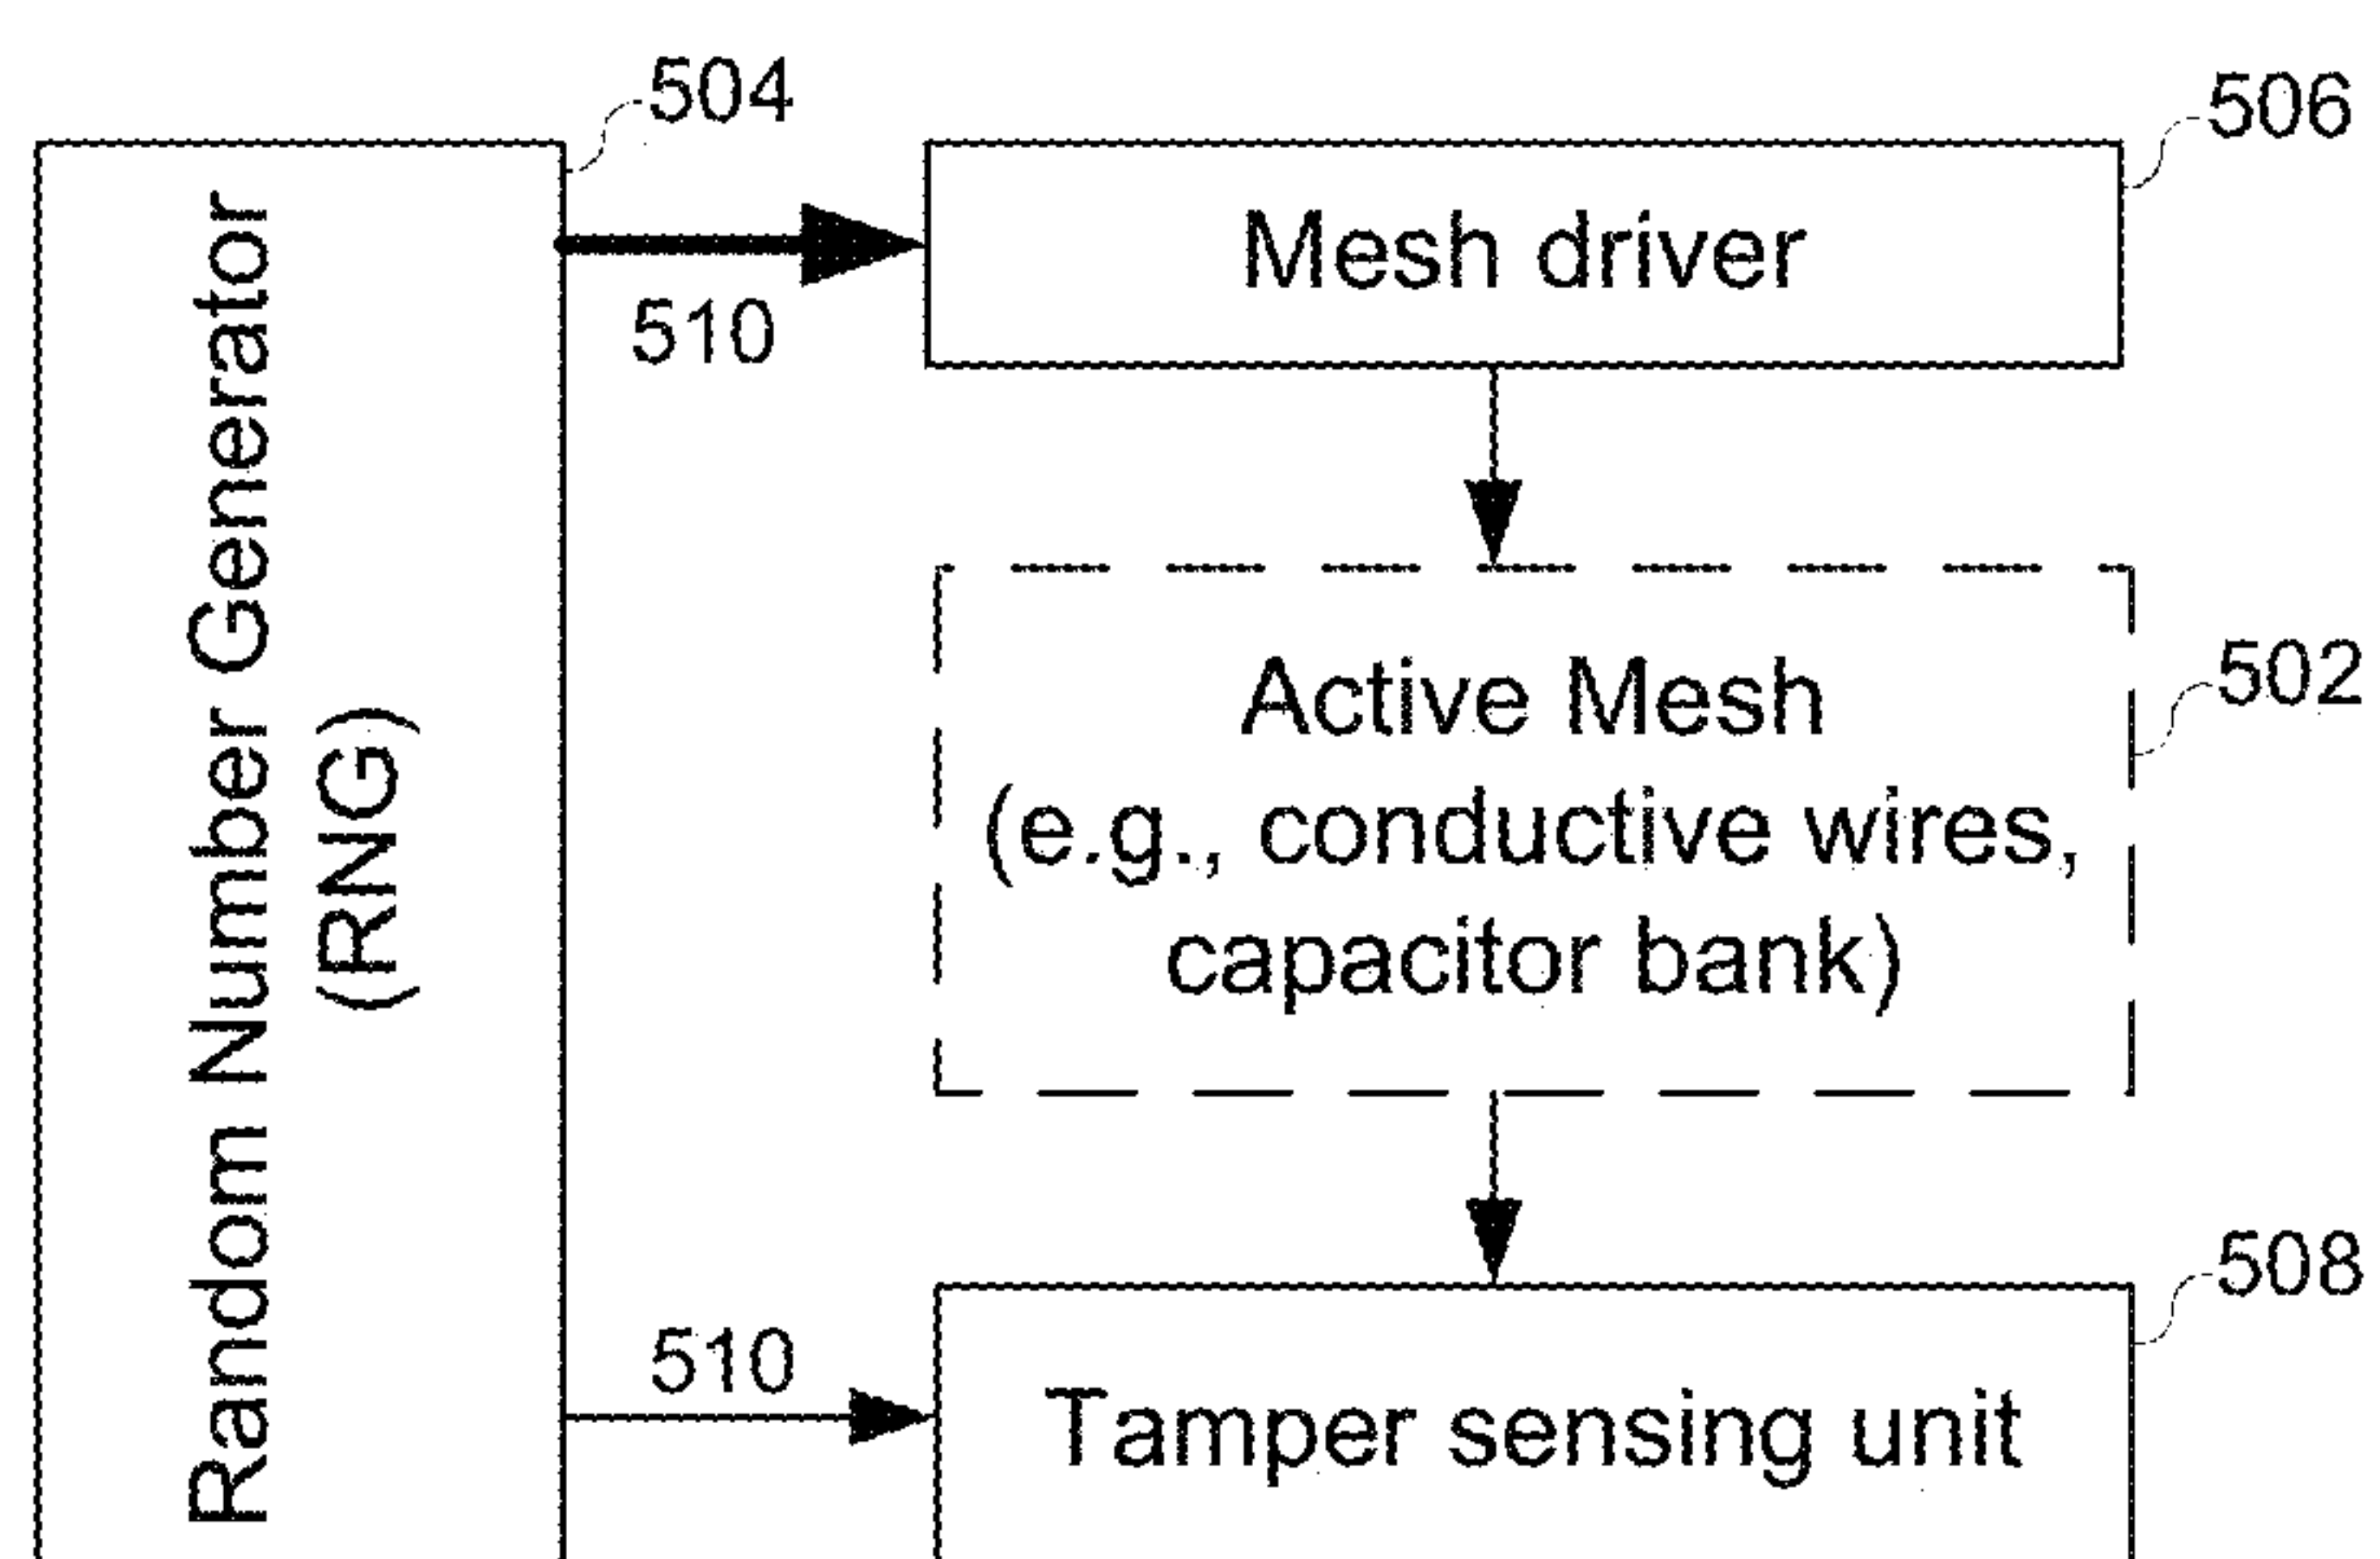 504
506
Random Number Generator
(RNG)
Mesh driver
510
Active Mesh
(e.g., conductive wires,
capacitor bank)
502
508
510
Tamper sensing unit